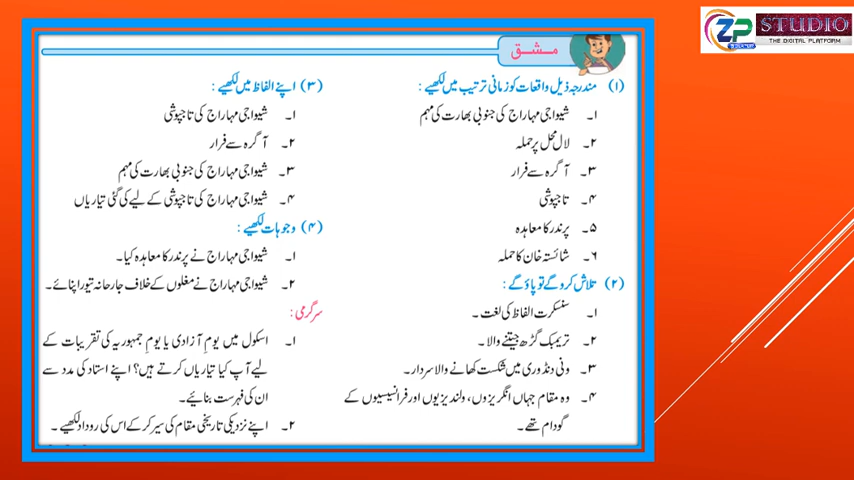 ZP
STUDIO
THE DIGITAL PLATFORM
مشق
(۱) مندرجہ ذیل واقعات کو زمانی ترتیب میں لکھیے :
۱۔ شیواجی مہاراج کی جنوبی بھارت کی مہم
۲۔ لال محل پر حملہ
۳۔ آگرہ سے فرار
۴۔ تاجپوشی
۵۔ پرندر کا معاہدہ
۶۔ شائستہ خان کا حملہ
(۲) تلاش کرو گے تو پاؤ گے :
۱۔ سنسکرت الفاظ کی لغت ۔
۲۔ تریمبک گڑھ جیتنے والا ۔
۳۔ ونی دنڈوری میں شکست کھانے والا سردار ۔
۴۔ وہ مقام جہاں انگریزوں، ولندیزیوں اور فرانسیسیوں کے
گودام تھے ۔
(۳) اپنے الفاظ میں لکھیے :
۱۔ شیواجی مہاراج کی تاجپوشی
۲۔ آگرہ سے فرار
۳۔ شیواجی مہاراج کی جنوبی بھارت کی مہم
۴۔ شیواجی مہاراج کی تاجپوشی کے لیے کی گئی تیاریاں
(۴) وجوہات لکھیے :
۱۔ شیواجی مہاراج نے پرندر کا معاہدہ کیا ۔
۲۔ شیواجی مہاراج نے مغلوں کے خلاف جارحانہ تیور اپنائے ۔
سرگرمی :
۱۔ اسکول میں یومِ آزادی یا یومِ جمہوریہ کی تقریبات کے
لیے آپ کیا تیاریاں کرتے ہیں؟ اپنے استاد کی مدد سے
ان کی فہرست بنائیے ۔
۲۔ اپنے نزدیکی تاریخی مقام کی سیر کر کے اس کی روداد لکھیے ۔